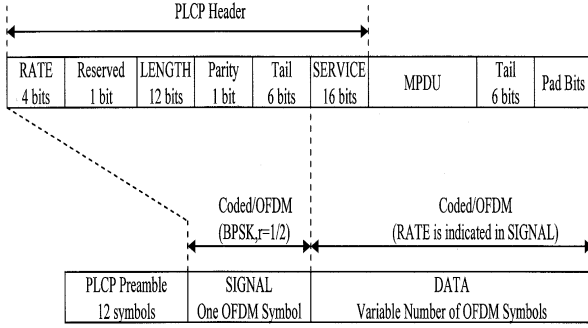 PLCP Header
RATE Reserved LENGTH Parity Tail SERVICE MPDU Tail Pad Bits
4 bits 1 bit 12 bits 1 bit 6 bits 16 bits 6 bits
Coded/OFDM Coded/OFDM
(BPSK,r=1/2) (RATE is indicated in SIGNAL)
PLCP Preamble SIGNAL DATA
12 symbols One OFDM Symbol Variable Number of OFDM Symbols